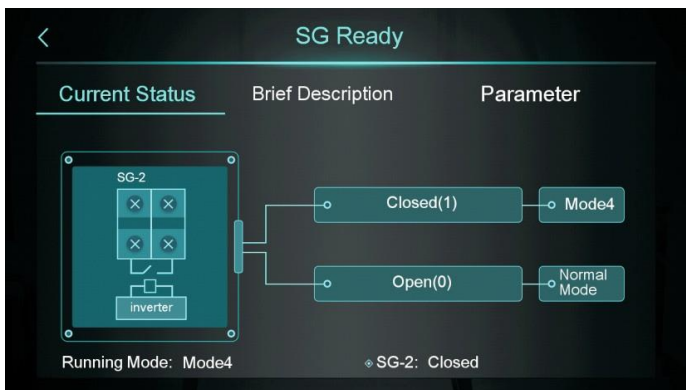 SG Ready
Current Status Brief Description Parameter
SG-2
Closed(1) Mode4
Open(0) Normal Mode
inverter
Running Mode: Mode4 SG-2: Closed